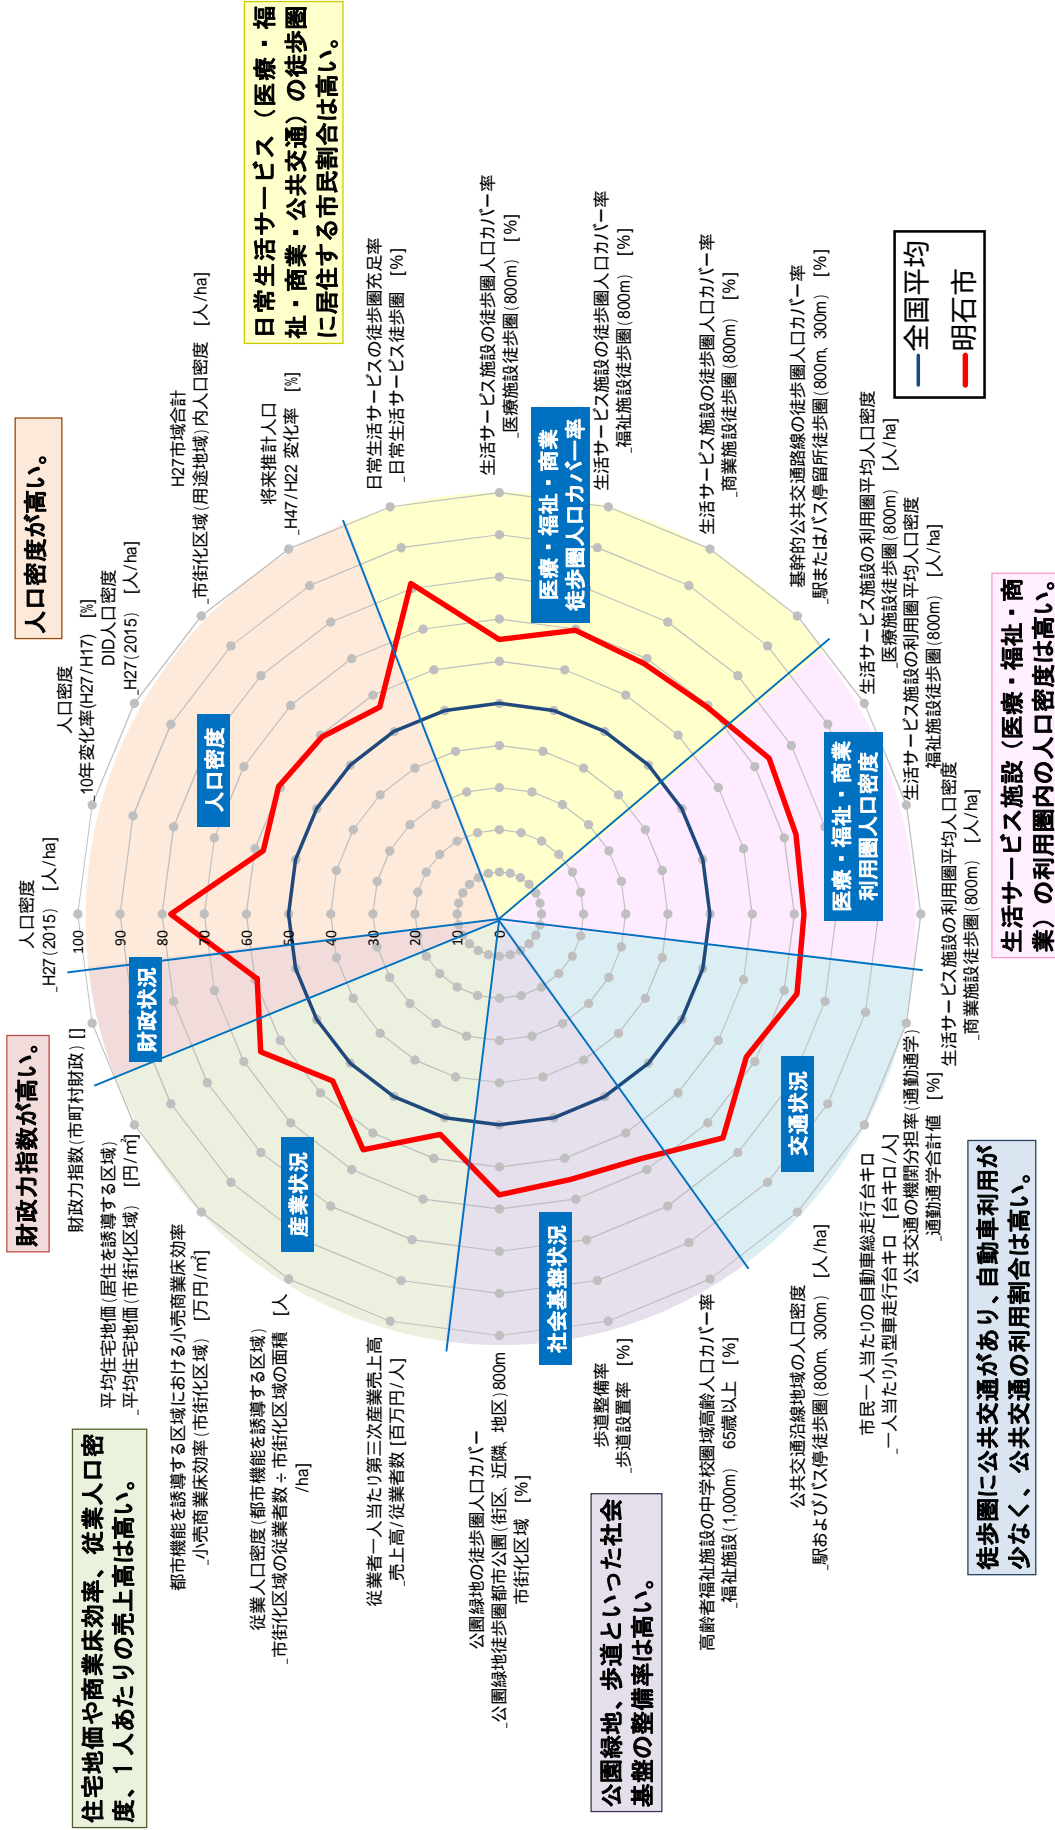 財政力指数が高い。
人口密度が高い。
住宅地価や商業床効率、従業人口密
度、1人あたりの売上高は高い。
日常生活サービス（医療・福
祉・商業・公共交通）の徒歩圏
に居住する市民割合は高い。
公園緑地、歩道といった社会
基盤の整備率は高い。
徒歩圏に公共交通があり、自動車利用が
少なく、公共交通の利用割合は高い。
生活サービス施設（医療・福祉・商
業）の利用圏内の人口密度は高い。
全国平均
明石市
人口密度
_H27(2015) [人/ha]
人口密度
_10年変化率(H27/H17) [%]
DID人口密度
_H27(2015) [人/ha]
H27市域合計
_市街化区域(用途地域)内人口密度 [人/ha]
将来推計人口
_H47/H22 変化率 [%]
日常生活サービスの徒歩圏充足率
_日常生活サービス徒歩圏 [%]
生活サービス施設の徒歩圏人口カバー率
_医療施設徒歩圏(800m) [%]
生活サービス施設の徒歩圏人口カバー率
_福祉施設徒歩圏(800m) [%]
生活サービス施設の徒歩圏人口カバー率
_商業施設徒歩圏(800m) [%]
基幹的公共交通路線の徒歩圏人口カバー率
_駅またはバス停留所徒歩圏(800m、300m) [%]
生活サービス施設の利用圏平均人口密度
_医療施設徒歩圏(800m) [人/ha]
生活サービス施設の利用圏平均人口密度
_福祉施設徒歩圏(800m) [人/ha]
生活サービス施設の利用圏平均人口密度
_商業施設徒歩圏(800m) [人/ha]
公共交通の機関分担率(通勤通学)
_通勤通学合計値 [%]
市民一人当たりの自動車総走行台キロ
_一人当たり小型車走行台キロ [台キロ/人]
公共交通沿線地域の人口密度
_駅およびバス停徒歩圏(800m、300m) [人/ha]
高齢者福祉施設の中学校圏域高齢人口カバー率
_福祉施設(1,000m) 65歳以上 [%]
歩道整備率
_歩道設置率 [%]
公園緑地の徒歩圏人口カバー
_公園緑地徒歩圏都市公園(街区、近隣、地区)800m
市街化区域 [%]
従業者一人当たり第三次産業売上高
_売上高/従業者数 [百万円/人]
従業人口密度(都市機能を誘導する区域)
_市街化区域の従業者数÷市街化区域の面積 [人
/ha]
都市機能を誘導する区域における小売商業床効率
_小売商業床効率(市街化区域) [万円/㎡]
平均住宅地価(居住を誘導する区域)
_平均住宅地価(市街化区域) [円/㎡]
財政力指数(市町村財政) []
100
90
80
70
60
50
40
30
20
10
0
人口密度
医療・福祉・商業
徒歩圏人口カバー率
医療・福祉・商業
利用圏人口密度
交通状況
社会基盤状況
産業状況
財政状況